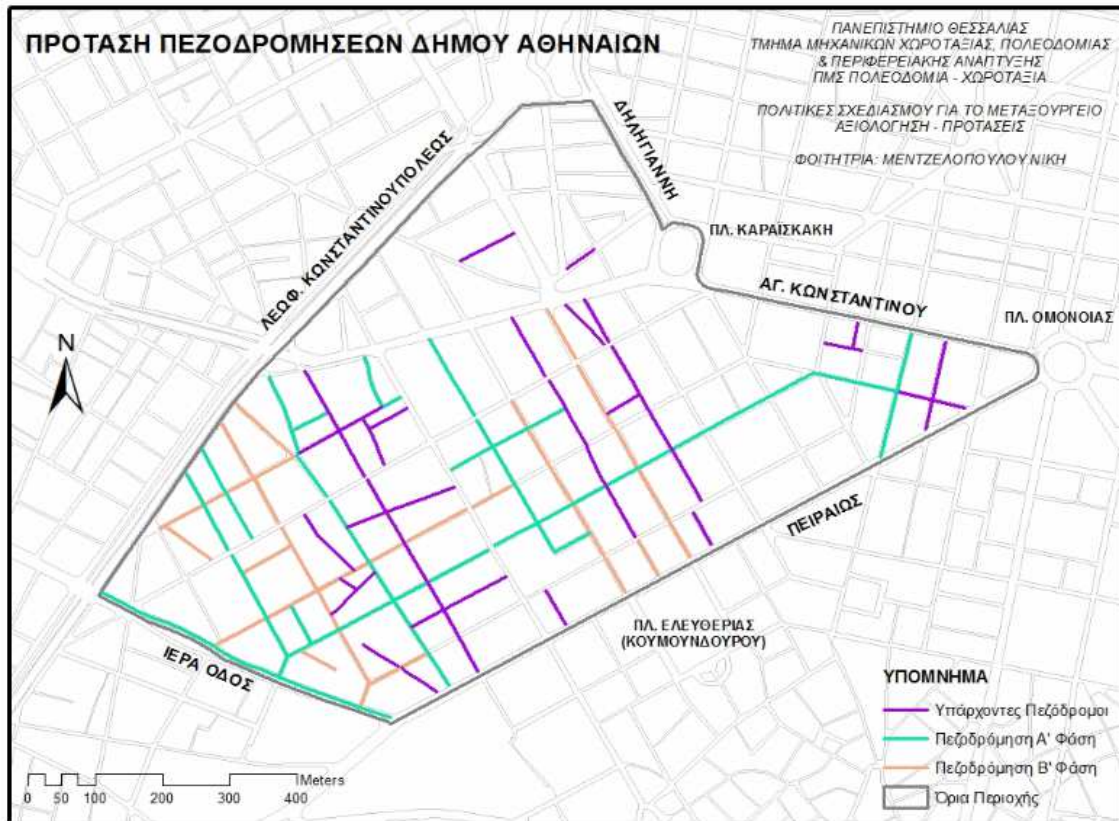 ΠΡΟΤΑΣΗ ΠΕΖΟΔΡΟΜΗΣΕΩΝ ΔΗΜΟΥ ΑΘΗΝΑΙΩΝ
ΠΑΝΕΠΙΣΤΗΜΙΟ ΘΕΣΣΑΛΙΑΣ
ΤΜΗΜΑ ΜΗΧΑΝΙΚΩΝ ΧΩΡΟΤΑΞΙΑΣ, ΠΟΛΕΟΔΟΜΙΑΣ
& ΠΕΡΙΦΕΡΕΙΑΚΗΣ ΑΝΑΠΤΥΞΗΣ
ΠΜΣ ΠΟΛΕΟΔΟΜΙΑ - ΧΩΡΟΤΑΞΙΑ
ΠΟΛΙΤΙΚΕΣ ΣΧΕΔΙΑΣΜΟΥ ΓΙΑ ΤΟ ΜΕΤΑΞΟΥΡΓΕΙΟ
ΑΞΙΟΛΟΓΗΣΗ - ΠΡΟΤΑΣΕΙΣ
ΦΟΙΤΗΤΡΙΑ: ΜΕΝΤΖΕΛΟΠΟΥΛΟΥ ΝΙΚΗ
ΔΗΛΗΓΙΑΝΝΗ
ΛΕΩΦ. ΚΩΝΣΤΑΝΤΙΝΟΥΠΟΛΕΩΣ
ΠΛ. ΚΑΡΑΪΣΚΑΚΗ
ΑΓ. ΚΩΝΣΤΑΝΤΙΝΟΥ
ΠΛ. ΟΜΟΝΟΙΑΣ
N
ΠΕΙΡΑΙΩΣ
ΠΛ. ΕΛΕΥΘΕΡΙΑΣ
(ΚΟΥΜΟΥΝΔΟΥΡΟΥ)
ΙΕΡΑ ΟΔΟΣ
ΥΠΟΜΝΗΜΑ
Υπάρχοντες Πεζόδρομοι
Πεζοδρόμηση Α' Φάση
Πεζοδρόμηση Β' Φάση
Όρια Περιοχής
Meters
0 50 100 200 300 400